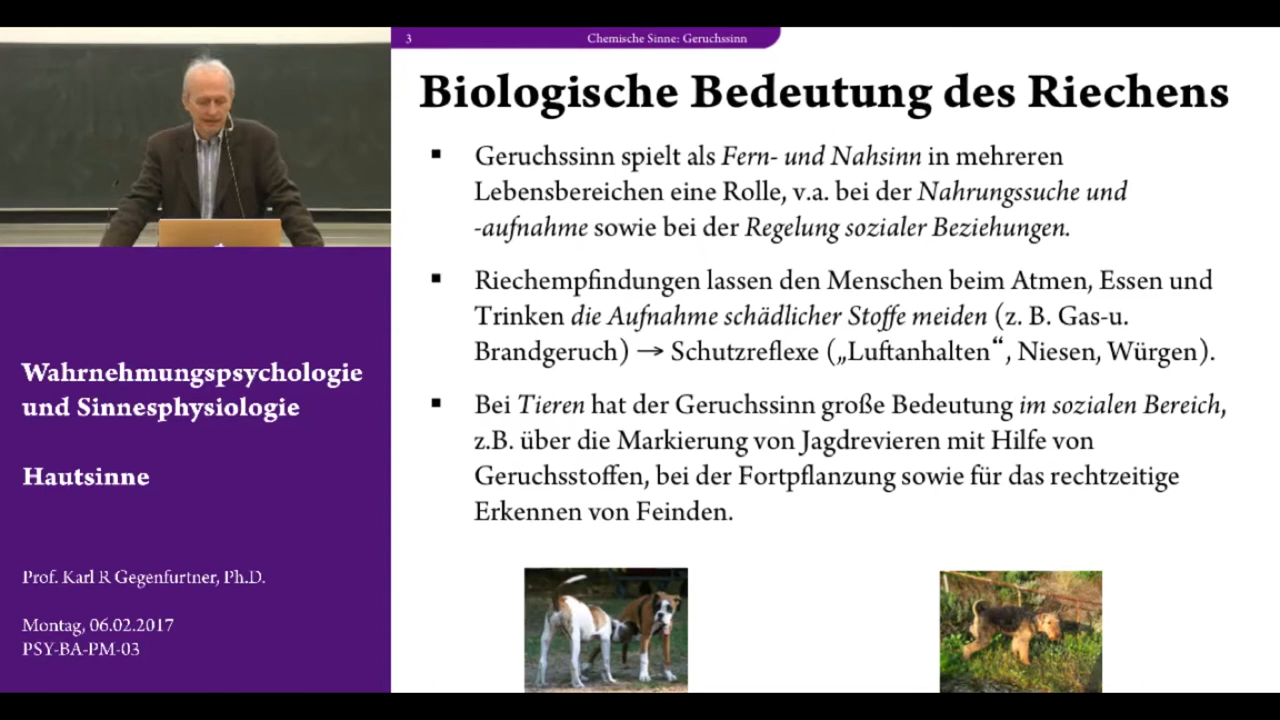 3
Chemische Sinne: Geruchssinn
Biologische Bedeutung des Riechens
▪ Geruchssinn spielt als Fern- und Nahsinn in mehreren
Lebensbereichen eine Rolle, v.a. bei der Nahrungssuche und
-aufnahme sowie bei der Regelung sozialer Beziehungen.
▪ Riechempfindungen lassen den Menschen beim Atmen, Essen und
Trinken die Aufnahme schädlicher Stoffe meiden (z. B. Gas-u.
Brandgeruch) → Schutzreflexe („Luftanhalten“, Niesen, Würgen).
▪ Bei Tieren hat der Geruchssinn große Bedeutung im sozialen Bereich,
z.B. über die Markierung von Jagdrevieren mit Hilfe von
Geruchsstoffen, bei der Fortpflanzung sowie für das rechtzeitige
Erkennen von Feinden.
Wahrnehmungspsychologie
und Sinnesphysiologie
Hautsinne
Prof. Karl R Gegenfurtner, Ph.D.
Montag, 06.02.2017
PSY-BA-PM-03